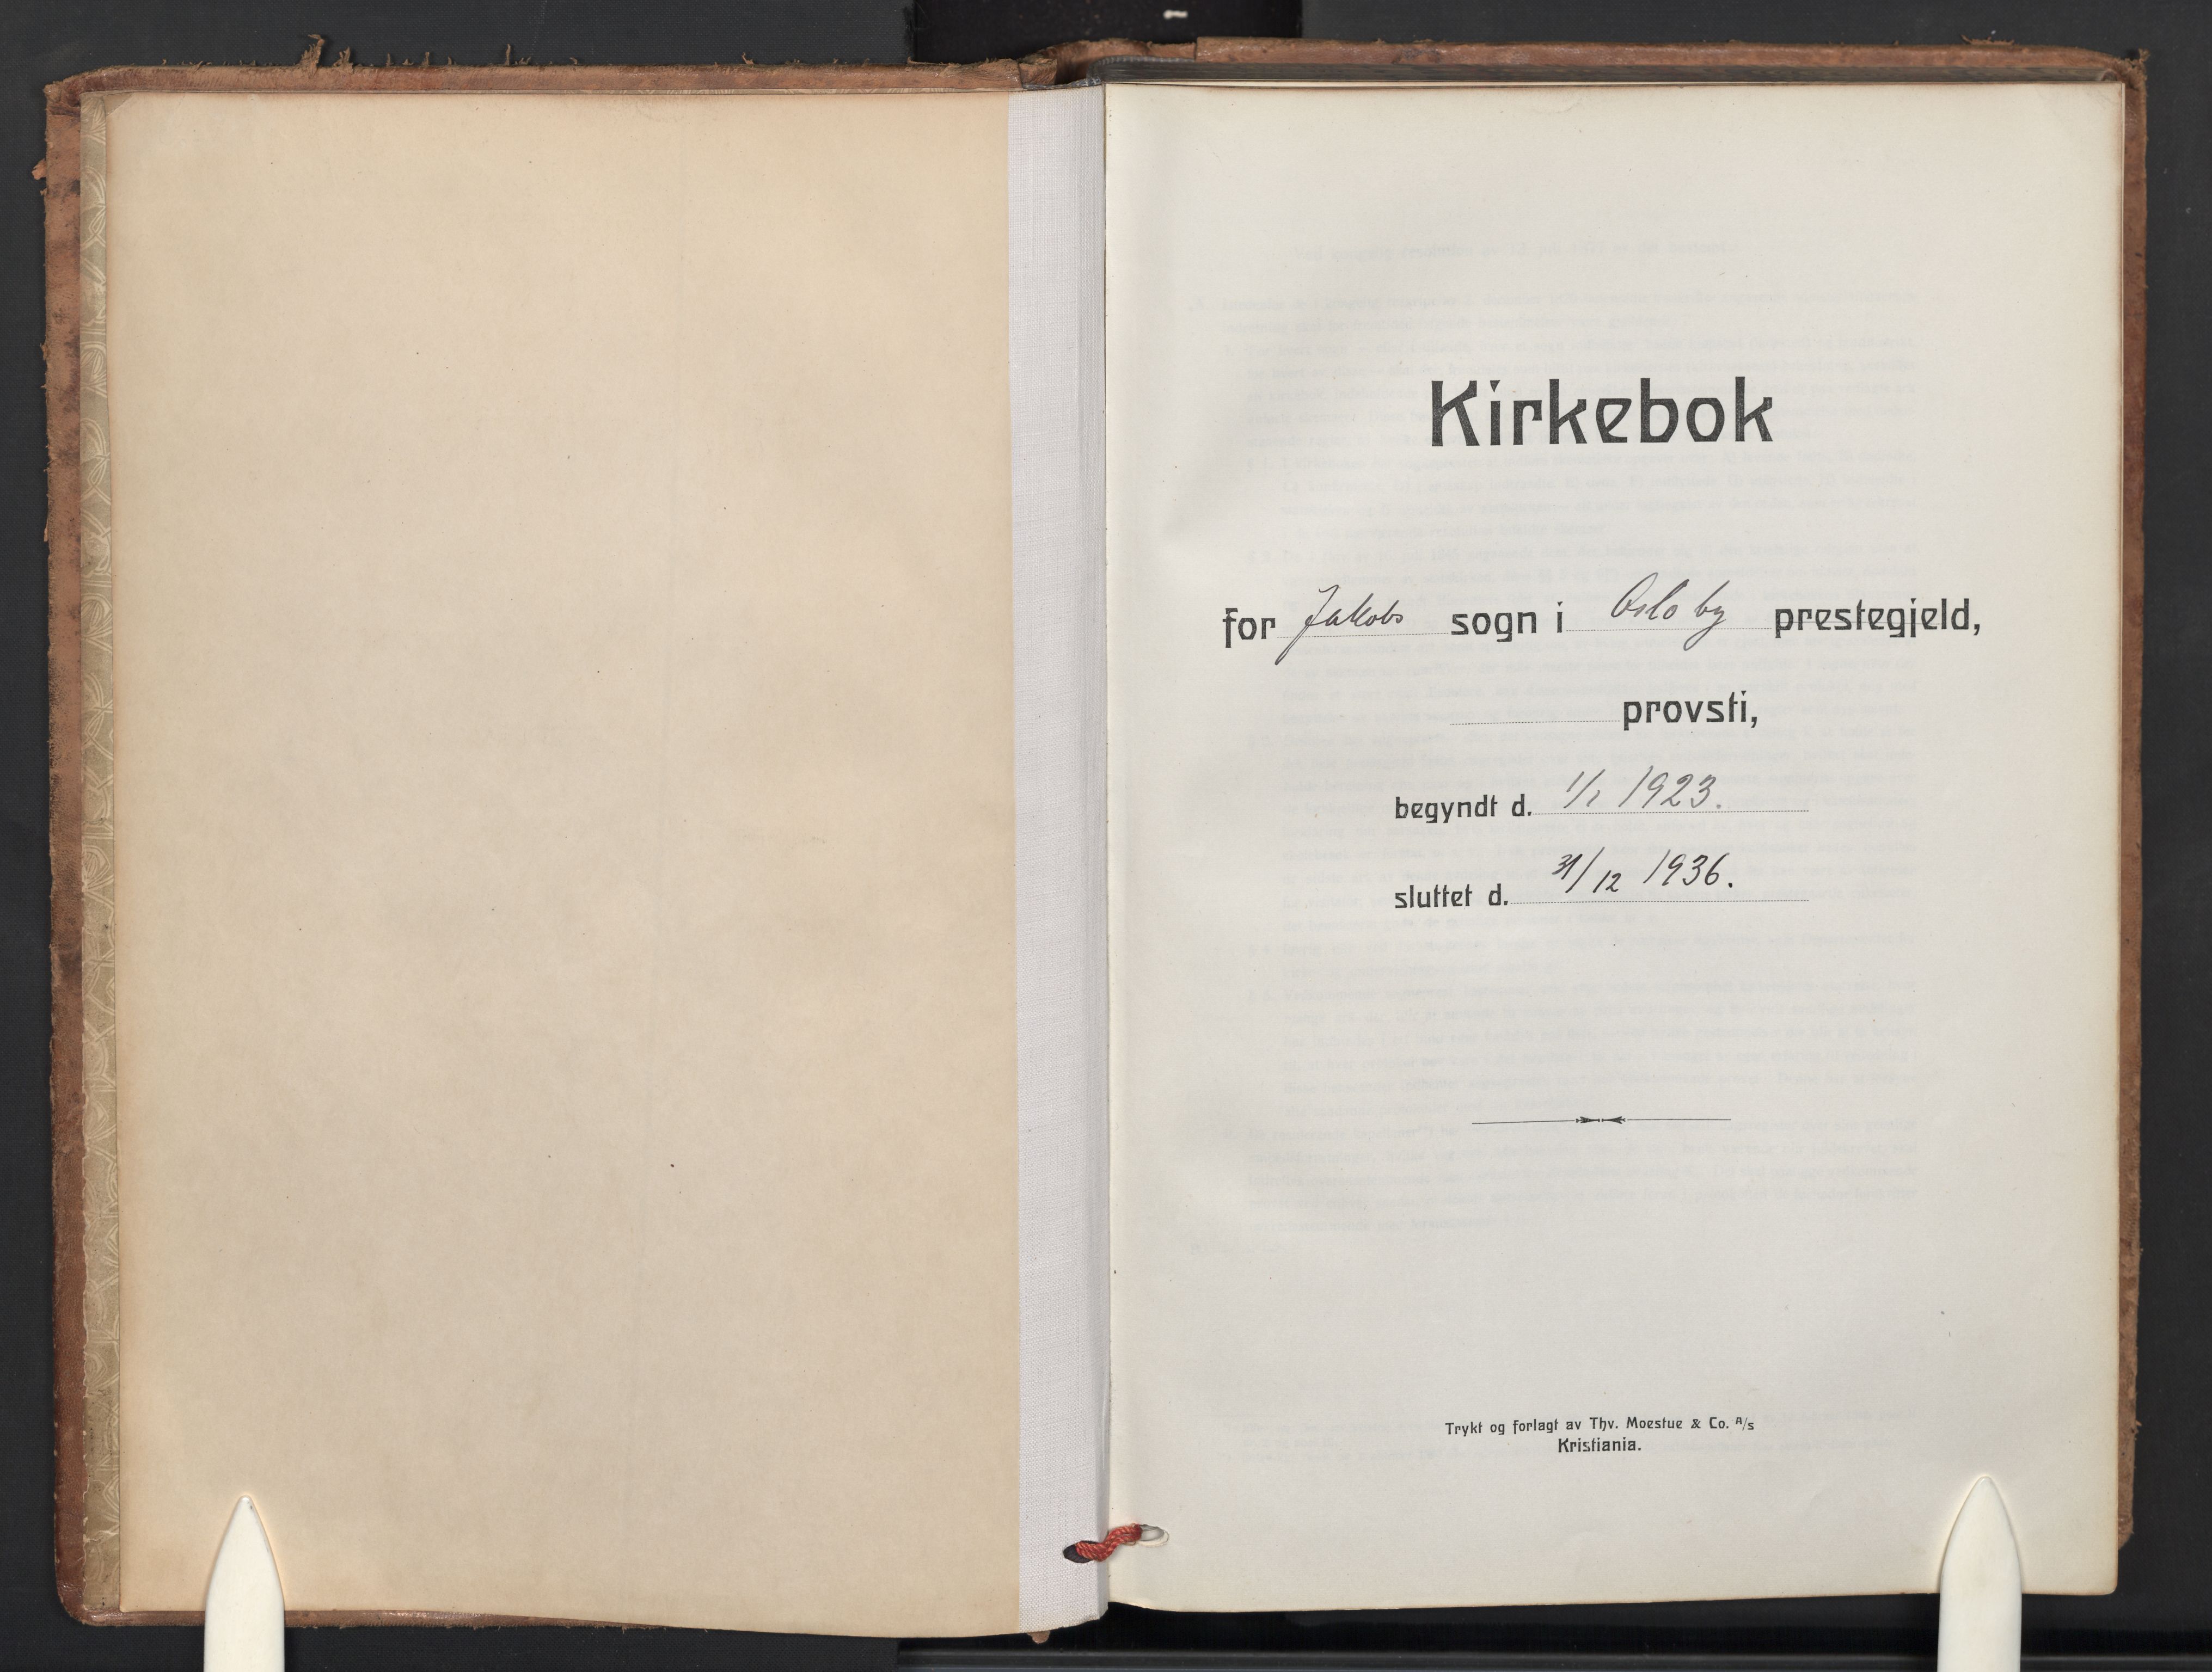 Kirkebok
for Jakobs sogn i Oslo by prestegjeld,
provsti,
begyndt d. 1/1 1923.
sluttet d. 31/12 1936.
Trykt og forlagt av Thv. Moestue & Co. A/s
Kristiania.